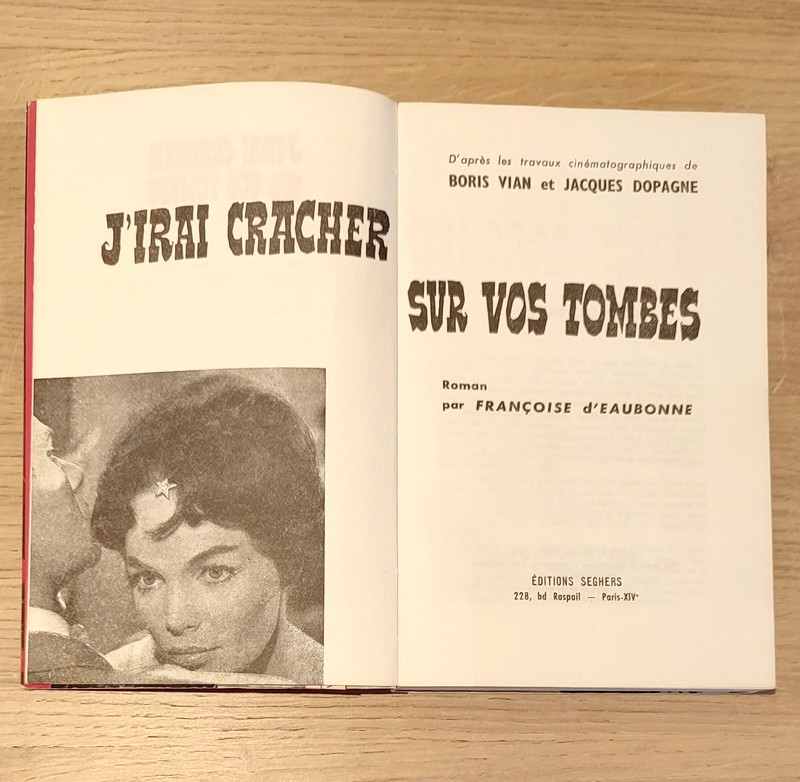 J'IRAI CRACHER
D'après les travaux cinématographiques de
BORIS VIAN et JACQUES DOPAGNE
SUR VOS TOMBES
Roman
par FRANÇOISE d'EAUBONNE
ÉDITIONS SEGHERS
228, bd Raspail — Paris-XIVe